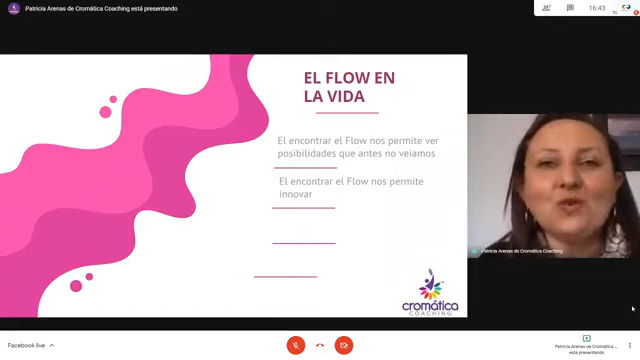 Patricia Arenas de Cromática Coaching está presentando
16:43
EL FLOW EN
LA VIDA
El encontrar el Flow nos permite ver
posibilidades que antes no veíamos
El encontrar el Flow nos permite
innovar
Patricia Arenas de Cromática Coaching
cromática
COACHING
Facebook live
Patricia Arenas de Cromática ...
está presentando